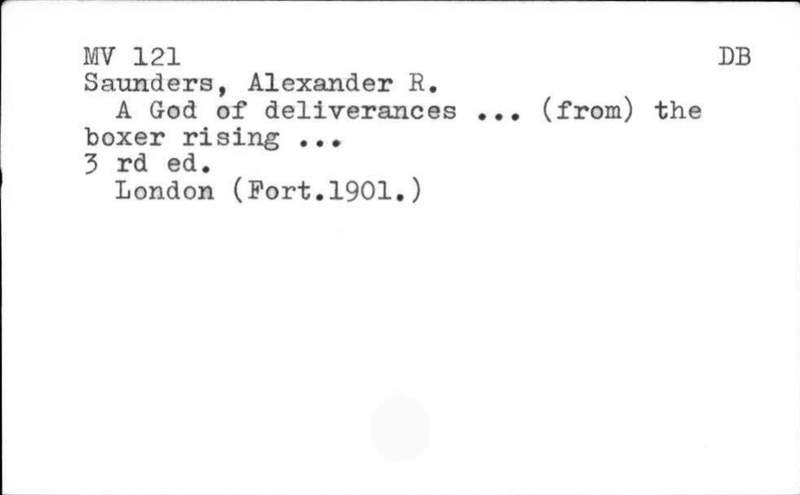 MV 121 DB
Saunders, Alexander R.
A God of deliverances ... (from) the
boxer rising ...
3 rd ed.
London (Fort.1901.)